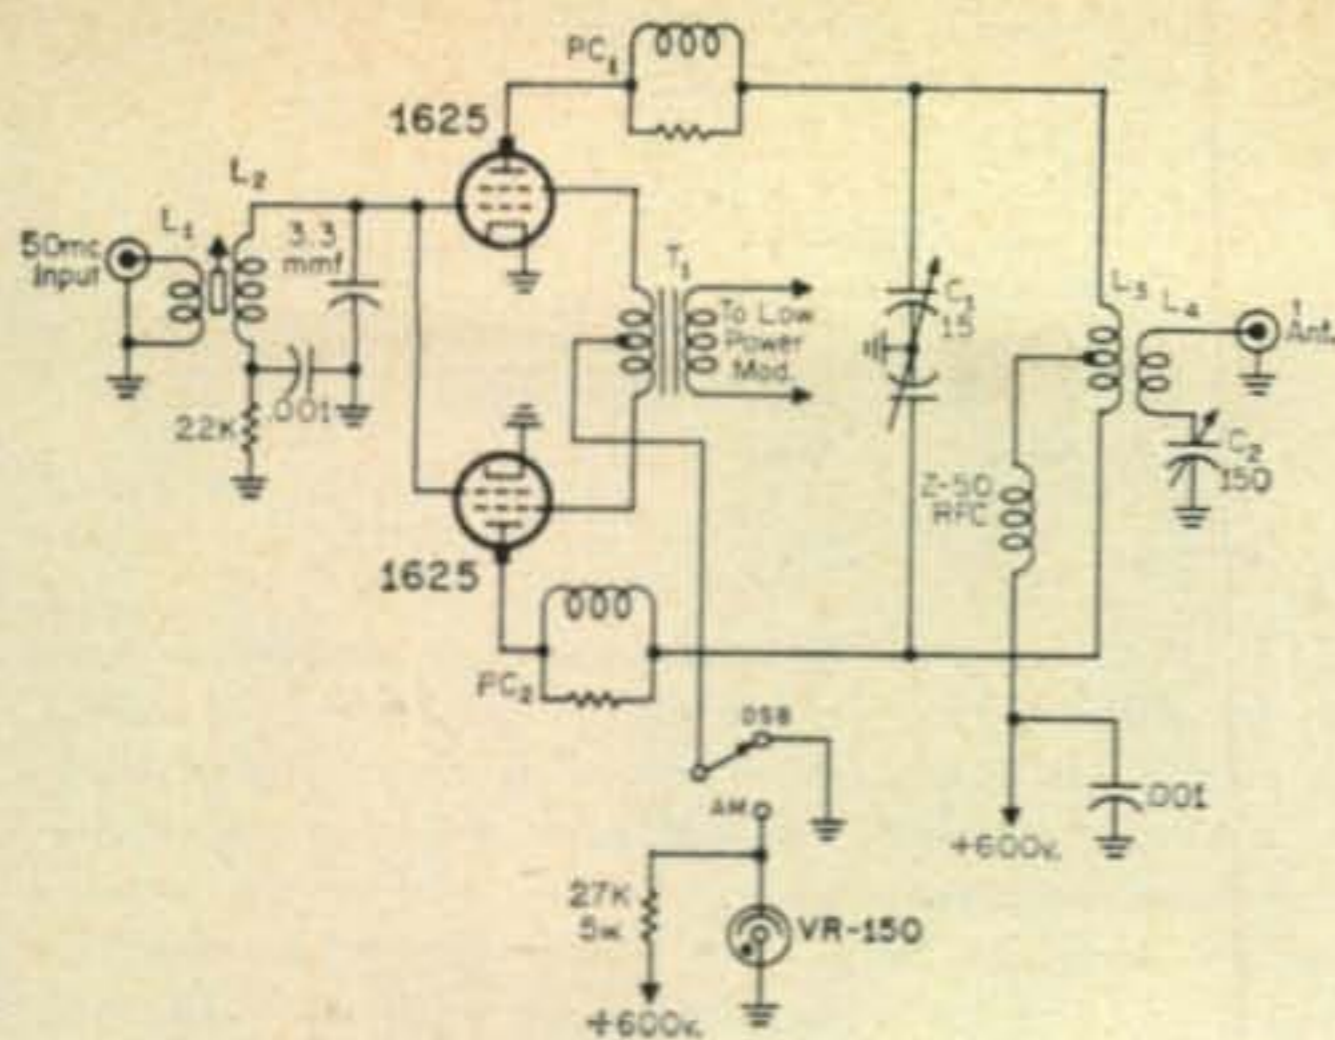 PC₁
1625
L₂
L₁
50mc
Input
3.3
mmf
T₁
To Low
Power
Mod.
C₁
15
L₃
L₄
Ant.
.001
22K
C₂
150
Z-50
RFC
1625
PC₂
DSB
AM
.001
+600v.
27K
5w
VR-150
+600v.